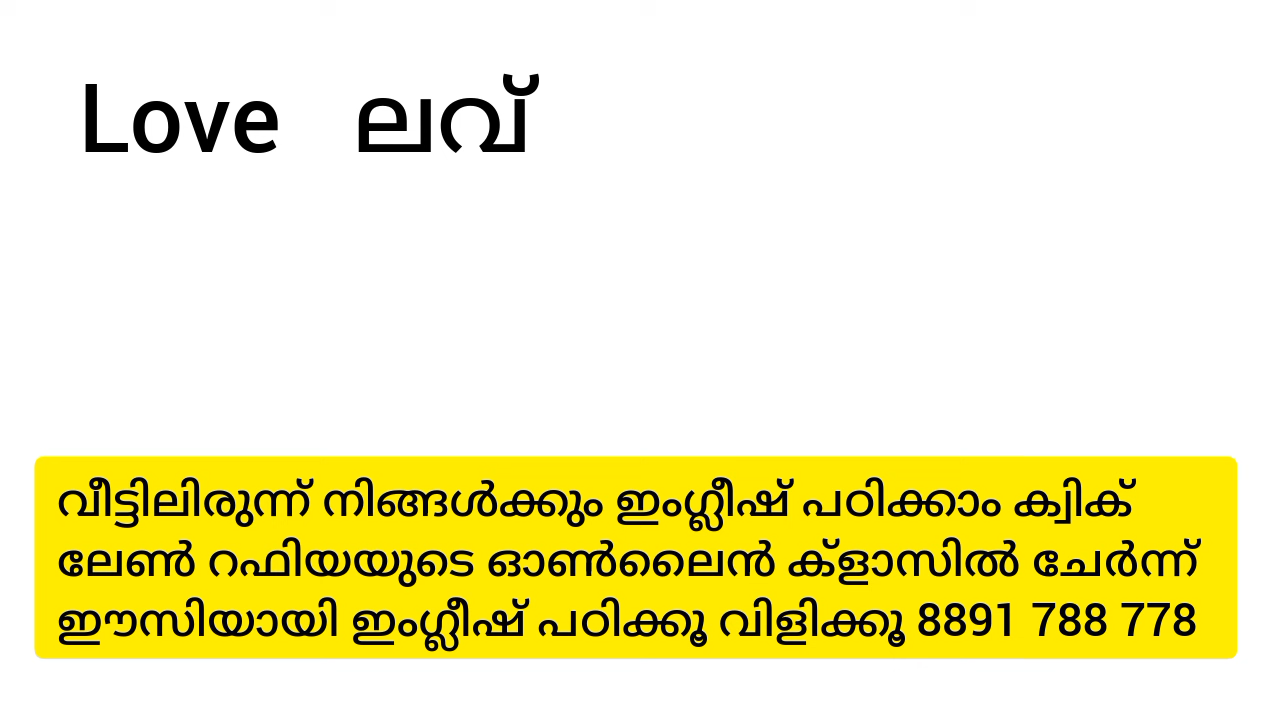 Love ലവ്
വീട്ടിലിരുന്ന് നിങ്ങൾക്കും ഇംഗ്ലീഷ് പഠിക്കാം ക്വിക്
ലേൺ റഫിയയുടെ ഓൺലൈൻ ക്ളാസിൽ ചേർന്ന്
ഈസിയായി ഇംഗ്ലീഷ് പഠിക്കൂ വിളിക്കൂ 8891 788 778